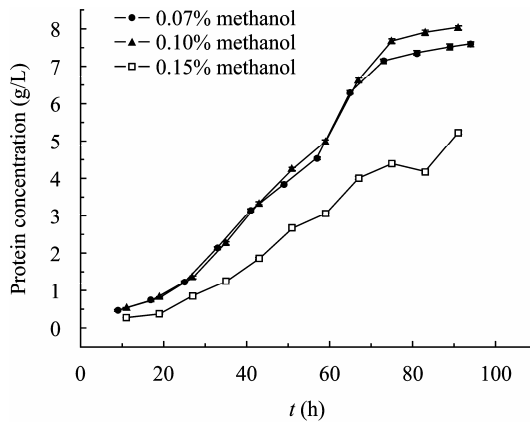 0.07% methanol
0.10% methanol
0.15% methanol
Protein concentration (g/L)
8
7
6
5
4
3
2
1
0
0 20 40 60 80 100
t (h)